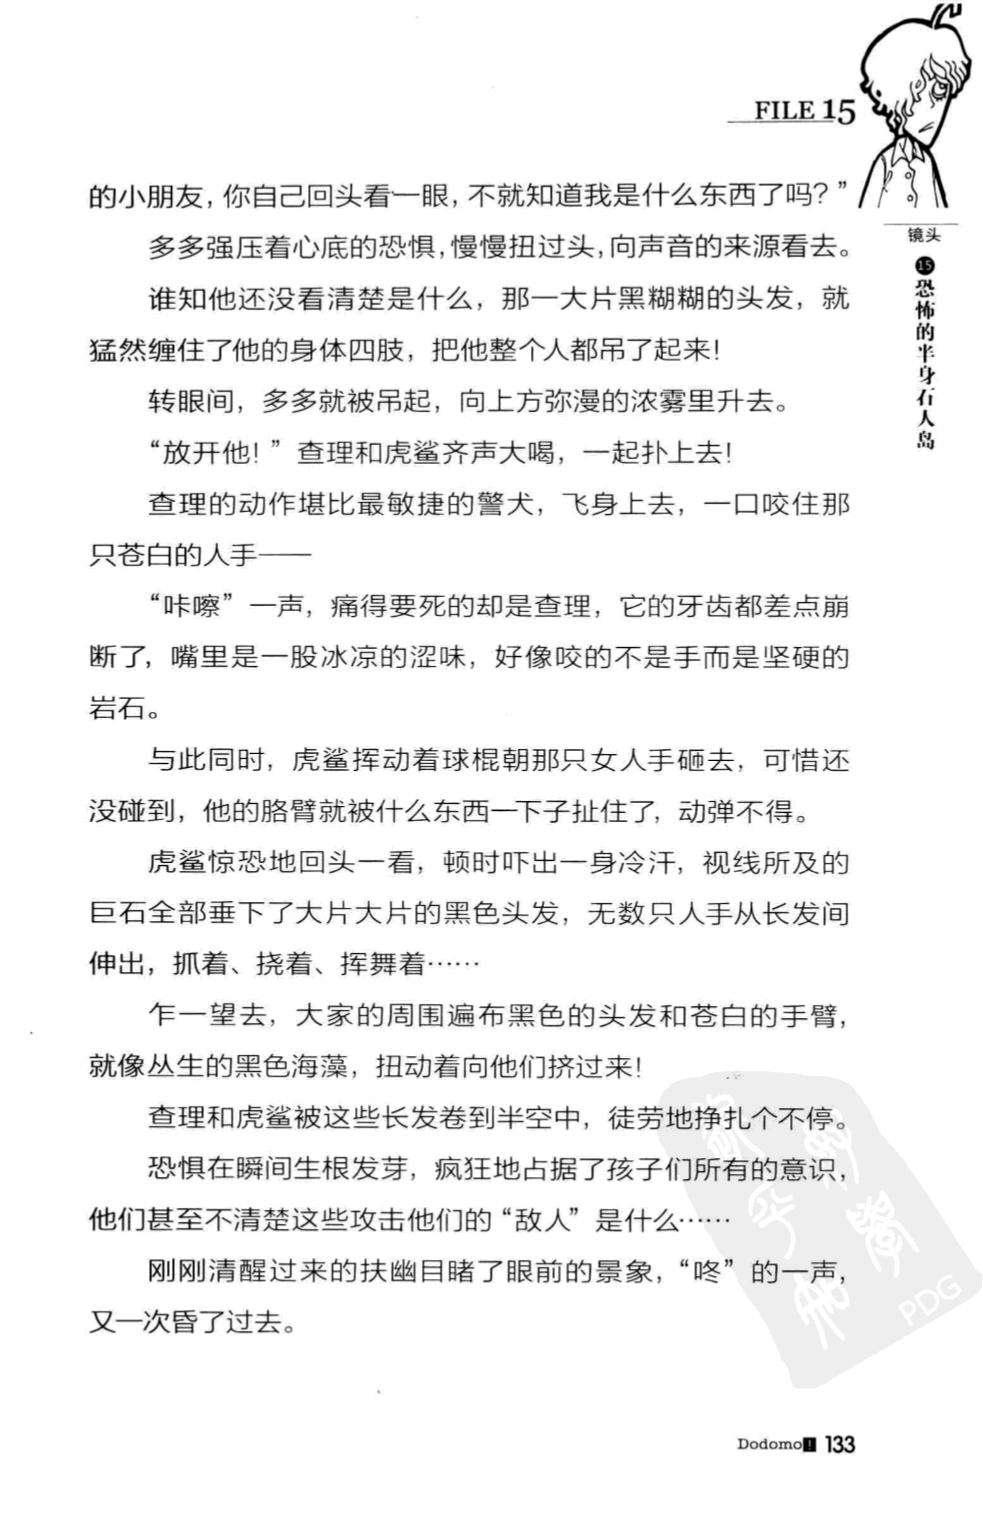 FILE 15
镜头
15
恐怖的半身石人岛
的小朋友，你自己回头看一眼，不就知道我是什么东西了吗？”
多多强压着心底的恐惧，慢慢扭过头，向声音的来源看去。
谁知他还没看清楚是什么，那一大片黑糊糊的头发，就
猛然缠住了他的身体四肢，把他整个人都吊了起来！
转眼间，多多就被吊起，向上方弥漫的浓雾里升去。
“放开他！”查理和虎鲨齐声大喝，一起扑上去！
查理的动作堪比最敏捷的警犬，飞身上去，一口咬住那
只苍白的人手——
“咔嚓”一声，痛得要死的却是查理，它的牙齿都差点崩
断了，嘴里是一股冰凉的涩味，好像咬的不是手而是坚硬的
岩石。
与此同时，虎鲨挥动着球棍朝那只女人手砸去，可惜还
没碰到，他的胳臂就被什么东西一下子扯住了，动弹不得。
虎鲨惊恐地回头一看，顿时吓出一身冷汗，视线所及的
巨石全部垂下了大片大片的黑色头发，无数只人手从长发间
伸出，抓着、挠着、挥舞着……
乍一望去，大家的周围遍布黑色的头发和苍白的手臂，
就像丛生的黑色海藻，扭动着向他们挤过来！
查理和虎鲨被这些长发卷到半空中，徒劳地挣扎个不停。
恐惧在瞬间生根发芽，疯狂地占据了孩子们所有的意识，
他们甚至不清楚这些攻击他们的“敌人”是什么……
刚刚清醒过来的扶幽目睹了眼前的景象，“咚”的一声，
又一次昏了过去。
PDG
Dodomo! 133